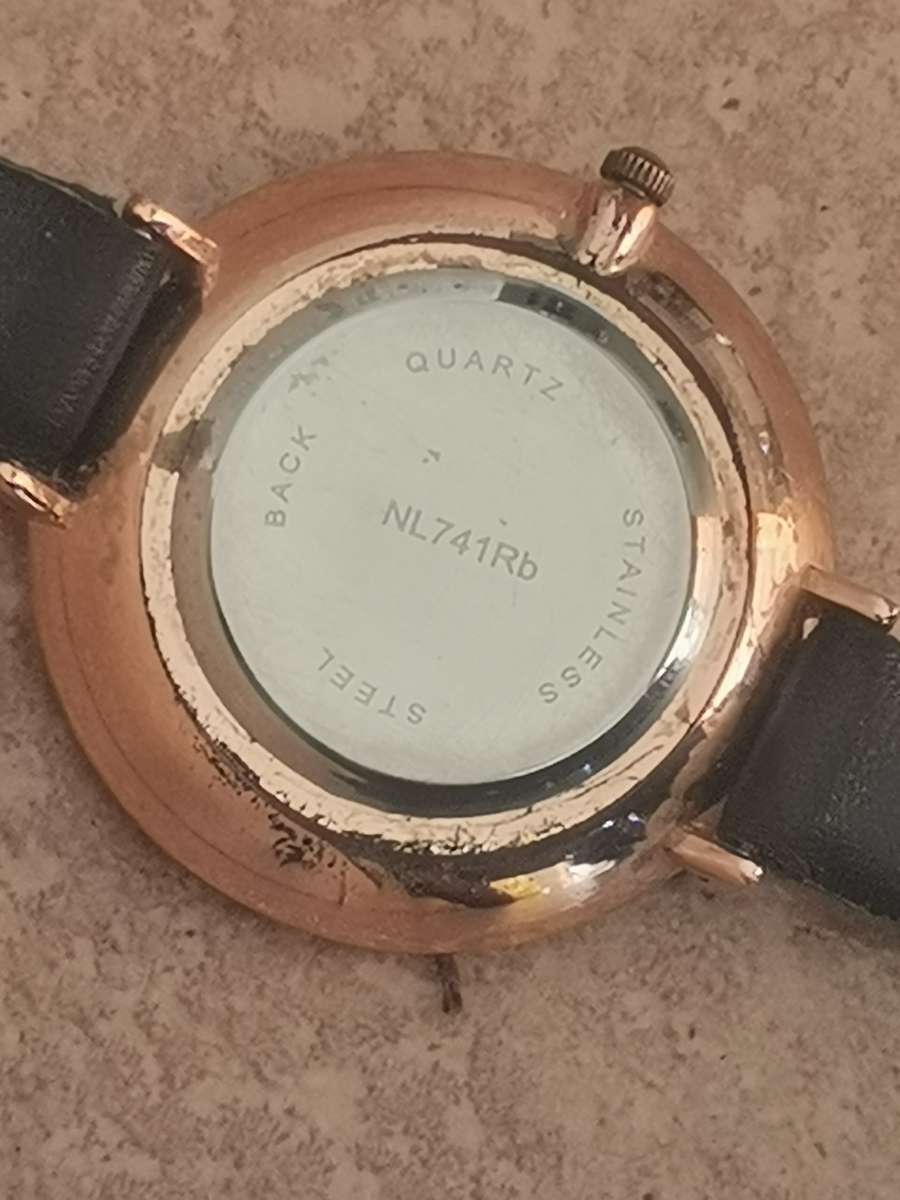 QUARTZ
STAINLESS
STEEL
BACK
NL741Rb